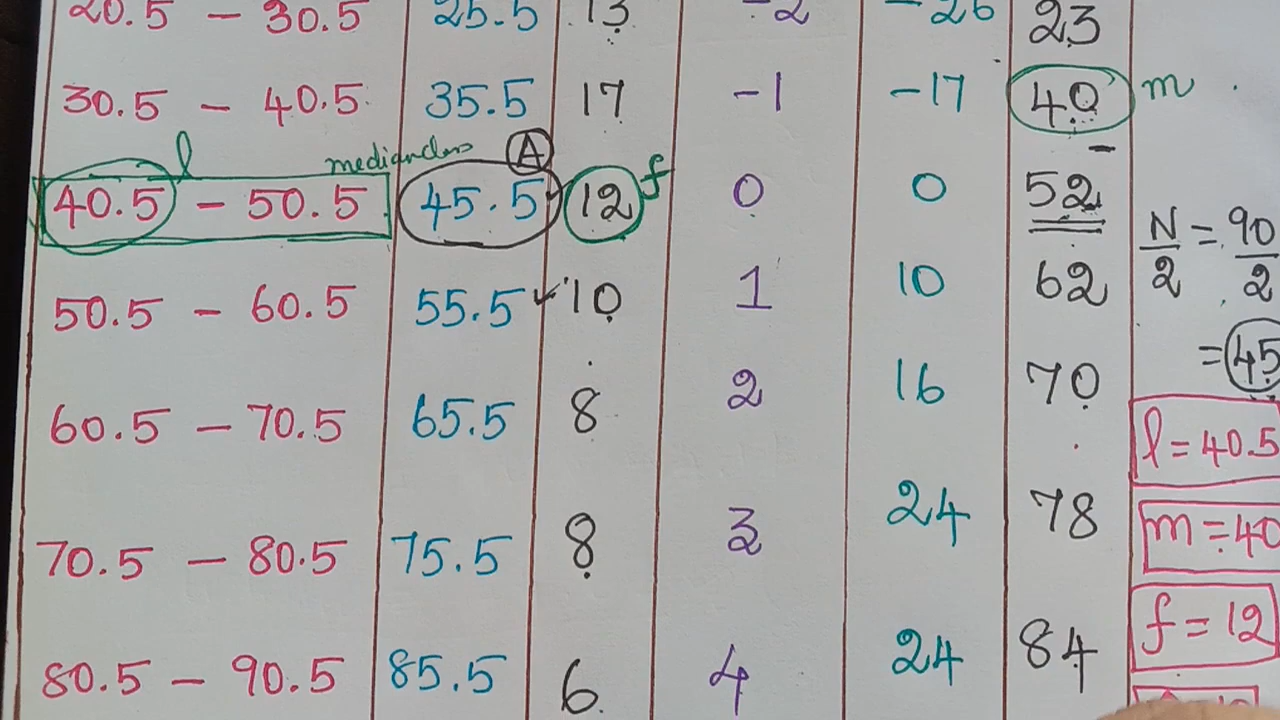 20.5 - 30.5 25.5 13 -2 -26 23
30.5 - 40.5 35.5 17 -1 -17 40 m
l median class A
40.5 - 50.5 45.5 12 f 0 0 52
N/2 = 90/2
50.5 - 60.5 55.5 10 1 10 62
= 45
60.5 - 70.5 65.5 8 2 16 70
l = 40.5
70.5 - 80.5 75.5 8 3 24 78
m = 40
f = 12
80.5 - 90.5 85.5 6 4 24 84